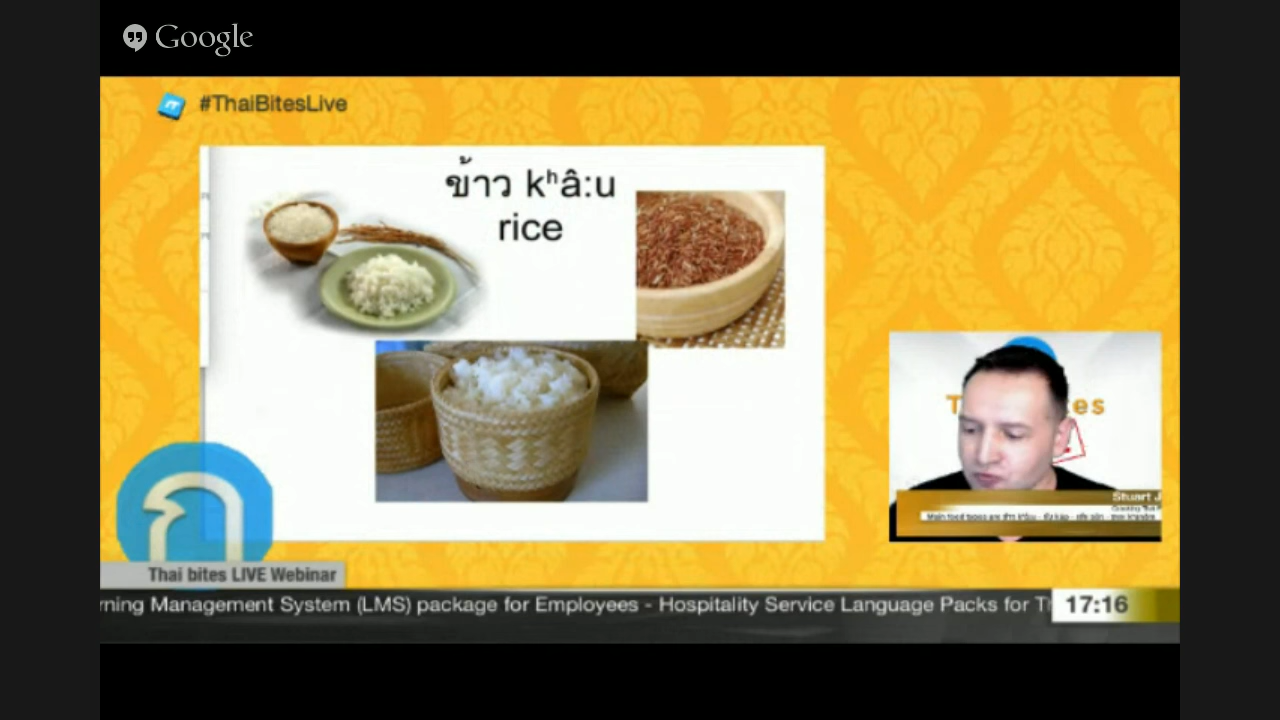 Google
#ThaiBitesLive
ข้าว kʰâ:u
rice
T es
Stuart J
Thai bites LIVE Webinar
rning Management System (LMS) package for Employees - Hospitality Service Language Packs for T
17:16